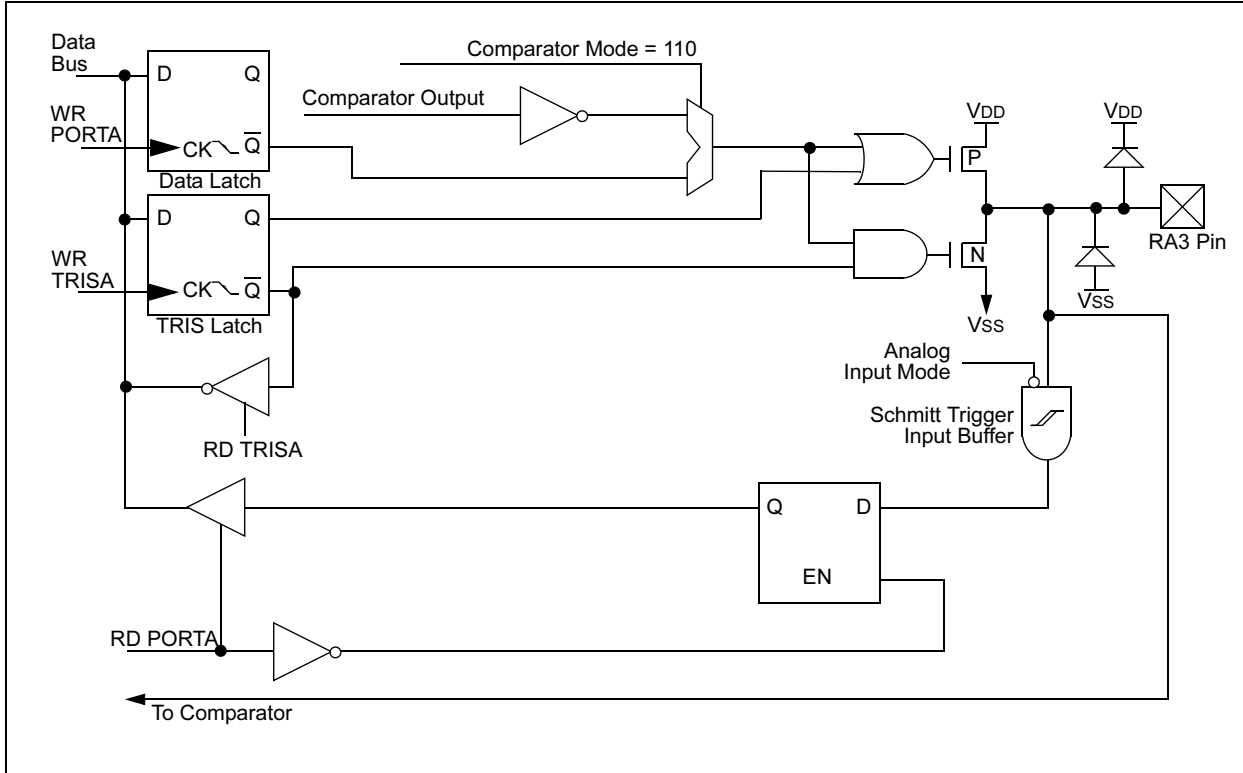 Data
Bus
D
Q
WR
PORTA
CK
Q
Data Latch
Comparator Mode = 110
Comparator Output
D
Q
WR
TRISA
CK
Q
TRIS Latch
RD TRISA
VDD
P
N
VSS
VDD
RA3 Pin
VSS
Analog
Input Mode
Schmitt Trigger
Input Buffer
Q
D
EN
RD PORTA
To Comparator